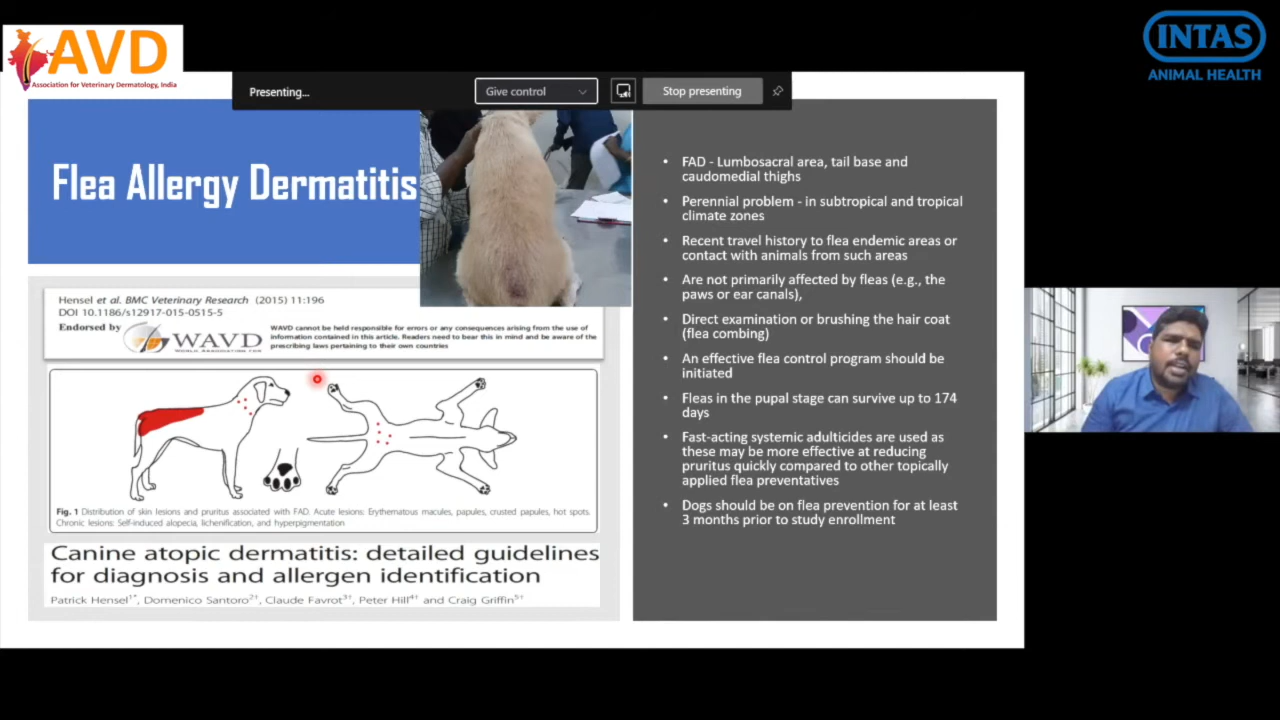 AVD
Association for Veterinary Dermatology, India
INTAS
ANIMAL HEALTH
Presenting...
Give control
Stop presenting
Flea Allergy Dermatitis
Hensel et al. BMC Veterinary Research (2015) 11:196
DOI 10.1186/s12917-015-0515-5
Endorsed by
WAVD
WAVD cannot be held responsible for errors or any consequences arising from the use of
information contained in this article. Readers need to bear this in mind and be aware of the
prescribing laws pertaining to their own countries
Fig. 1 Distribution of skin lesions and pruritus associated with FAD. Acute lesions: Erythematous macules, papules, crusted papules, hot spots.
Chronic lesions: Self-induced alopecia, lichenification, and hyperpigmentation
Canine atopic dermatitis: detailed guidelines
for diagnosis and allergen identification
Patrick Hensel1*, Domenico Santoro2†, Claude Favrot3†, Peter Hill4† and Craig Griffin5†
• FAD - Lumbosacral area, tail base and
caudomedial thighs
• Perennial problem - in subtropical and tropical
climate zones
• Recent travel history to flea endemic areas or
contact with animals from such areas
• Are not primarily affected by fleas (e.g., the
paws or ear canals),
• Direct examination or brushing the hair coat
(flea combing)
• An effective flea control program should be
initiated
• Fleas in the pupal stage can survive up to 174
days
• Fast-acting systemic adulticides are used as
these may be more effective at reducing
pruritus quickly compared to other topically
applied flea preventatives
• Dogs should be on flea prevention for at least
3 months prior to study enrollment